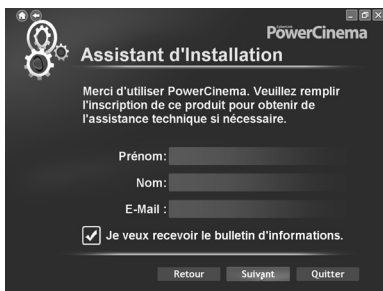 CyberLink
PowerCinema
Assistant d'Installation
Merci d'utiliser PowerCinema. Veuillez remplir
l'inscription de ce produit pour obtenir de
l'assistance technique si nécessaire.
Prénom:
Nom:
E-Mail :
Je veux recevoir le bulletin d'informations.
Retour Suivant Quitter